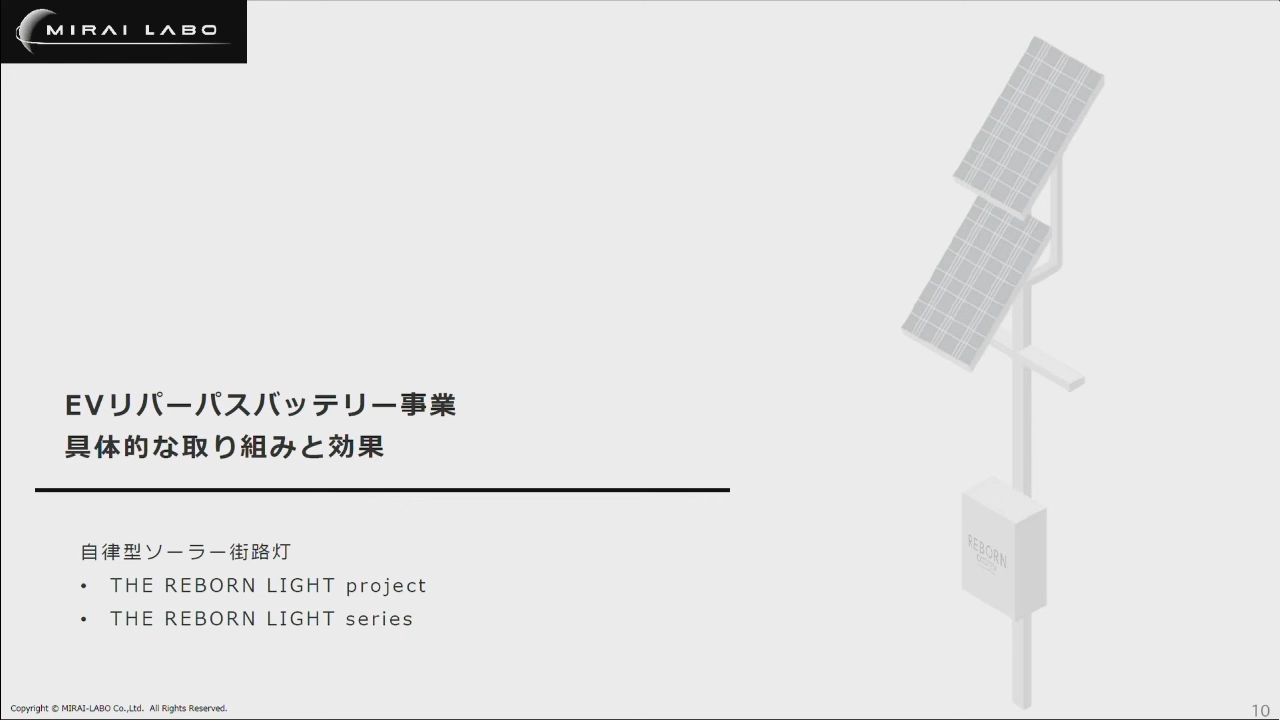 MIRAI LABO
EVリパーパスバッテリー事業
具体的な取り組みと効果
自律型ソーラー街路灯
• THE REBORN LIGHT project
• THE REBORN LIGHT series
REBORN
Copyright © MIRAI-LABO Co.,Ltd. All Rights Reserved.
10